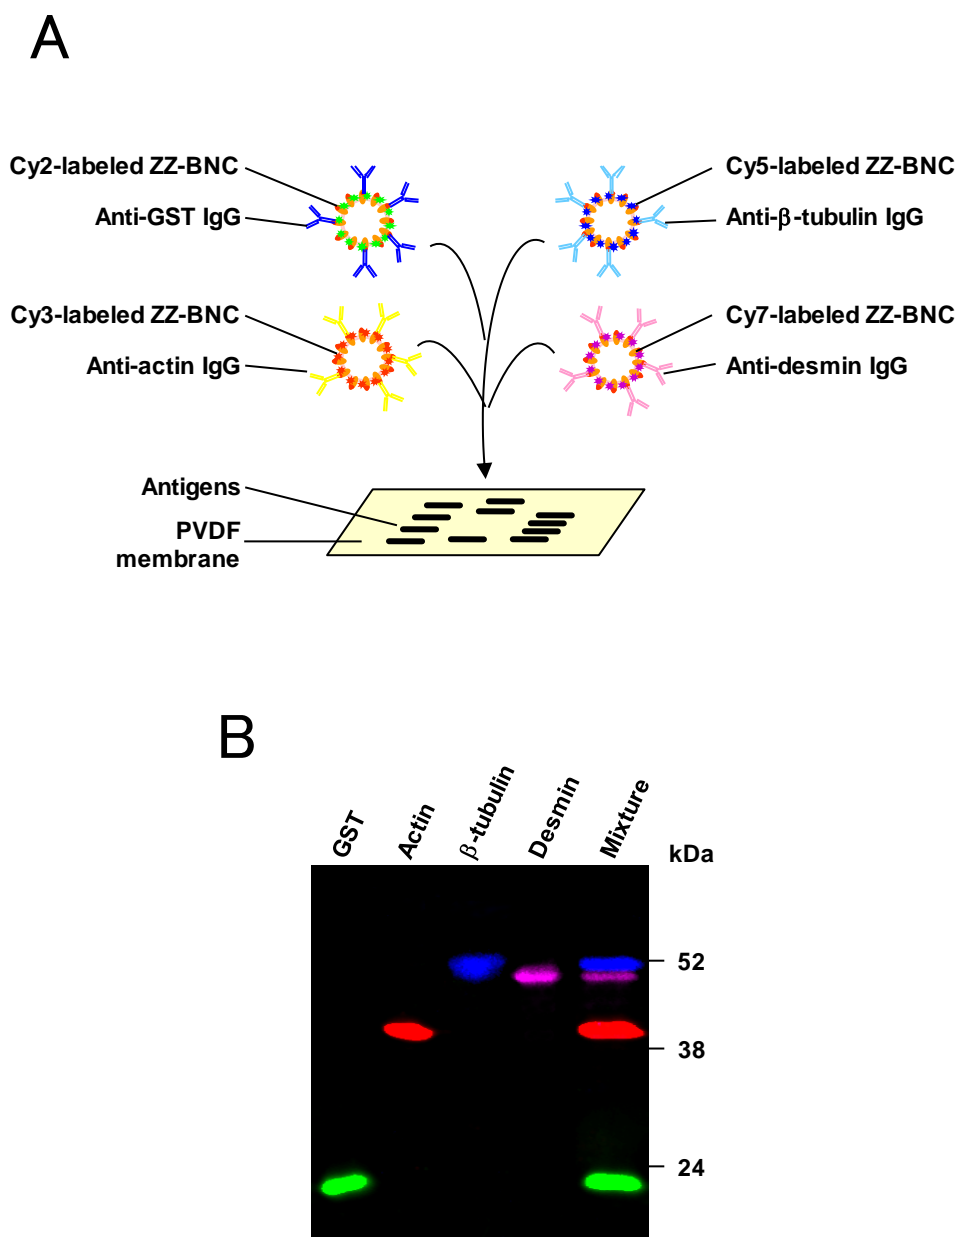 A
Cy2-labeled ZZ-BNC
Anti-GST IgG
Cy5-labeled ZZ-BNC
Anti-β-tubulin IgG
Cy3-labeled ZZ-BNC
Anti-actin IgG
Cy7-labeled ZZ-BNC
Anti-desmin IgG
Antigens
PVDF
membrane
B
GST
Actin
β-tubulin
Desmin
Mixture
kDa
52
38
24